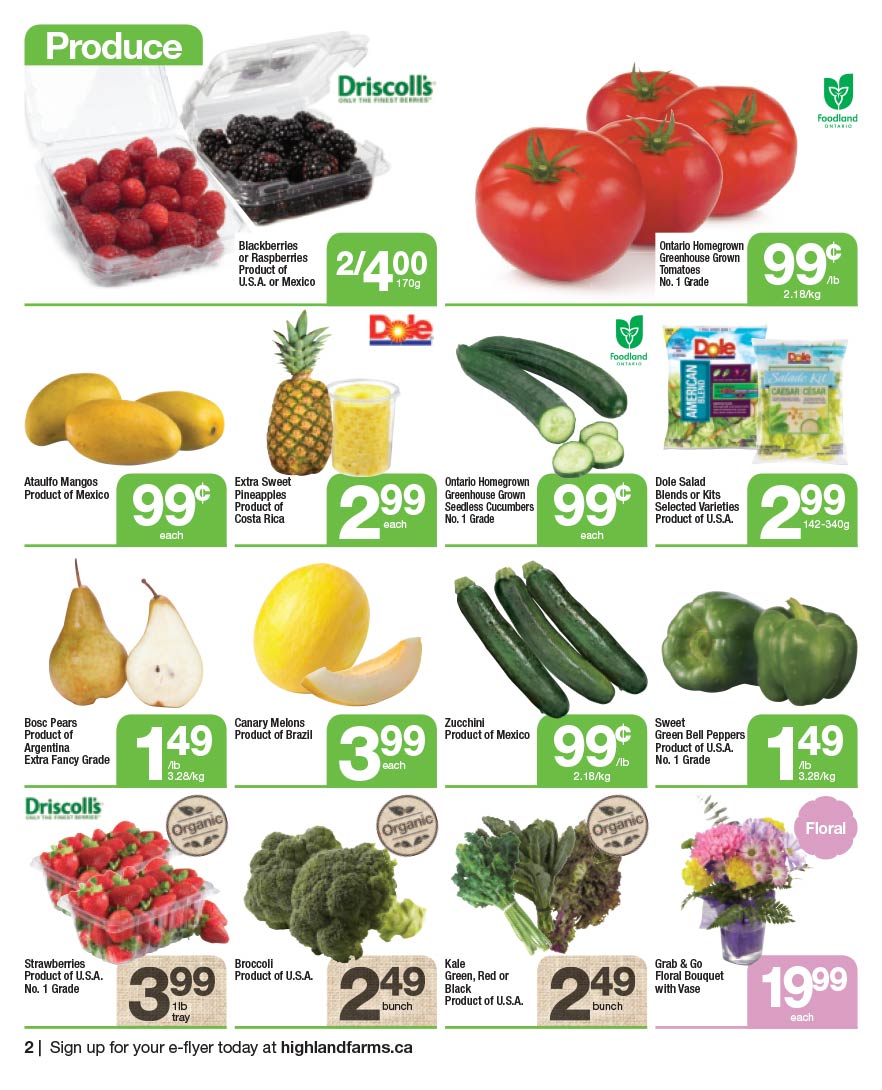 Produce
Driscoll's
ONLY THE FINEST BERRIES
Blackberries
or Raspberries
Product of
U.S.A. or Mexico
2/4.00
170g
Foodland
ONTARIO
Ontario Homegrown
Greenhouse Grown
Tomatoes
No. 1 Grade
99¢
/lb
2.18/kg
Ataulfo Mangos
Product of Mexico
99¢
each
Dole
Extra Sweet
Pineapples
Product of
Costa Rica
2.99
each
Foodland
ONTARIO
Ontario Homegrown
Greenhouse Grown
Seedless Cucumbers
No. 1 Grade
99¢
each
Dole
AMERICAN
BLEND
Dole
Salade Kit
CAESAR CÉSAR
Dole Salad
Blends or Kits
Selected Varieties
Product of U.S.A.
2.99
142-340g
Bosc Pears
Product of
Argentina
Extra Fancy Grade
1.49
/lb
3.28/kg
Canary Melons
Product of Brazil
3.99
each
Zucchini
Product of Mexico
99¢
/lb
2.18/kg
Sweet
Green Bell Peppers
Product of U.S.A.
No. 1 Grade
1.49
/lb
3.28/kg
Driscoll's
ONLY THE FINEST BERRIES
Organic
Strawberries
Product of U.S.A.
No. 1 Grade
3.99
1lb
tray
Organic
Broccoli
Product of U.S.A.
2.49
bunch
Organic
Kale
Green, Red or
Black
Product of U.S.A.
2.49
bunch
Floral
Grab & Go
Floral Bouquet
with Vase
19.99
each
2 | Sign up for your e-flyer today at highlandfarms.ca